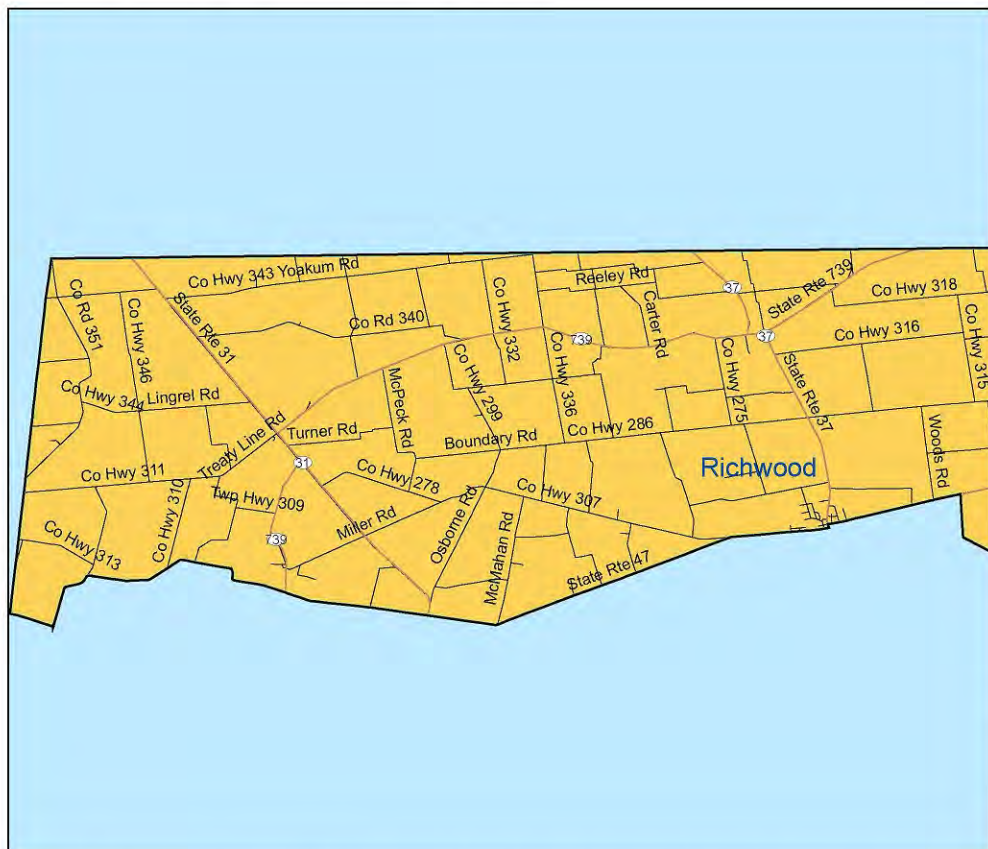 Co Hwy 343 Yoakum Rd
Reeley Rd
37
State Rte 739
Co Hwy 318
Co Rd 351
Co Hwy 346
State Rte 31
Co Rd 340
Co Hwy 332
739
Carter Rd
37
Co Hwy 316
Co Hwy 315
Co Hwy 344
Lingrel Rd
McPeck Rd
Co Hwy 299
Co Hwy 336
Co Hwy 275
State Rte 37
Treaty Line Rd
Turner Rd
Boundary Rd
Co Hwy 286
Woods Rd
Co Hwy 311
31
Co Hwy 278
Richwood
Co Hwy 310
Twp Hwy 309
Miller Rd
Osborne Rd
Co Hwy 307
McMahan Rd
Co Hwy 313
739
State Rte 47